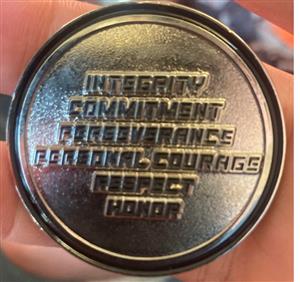 INTEGRITY
COMMITMENT
PERSEVERANCE
PERSONAL COURAGE
RESPECT
HONOR